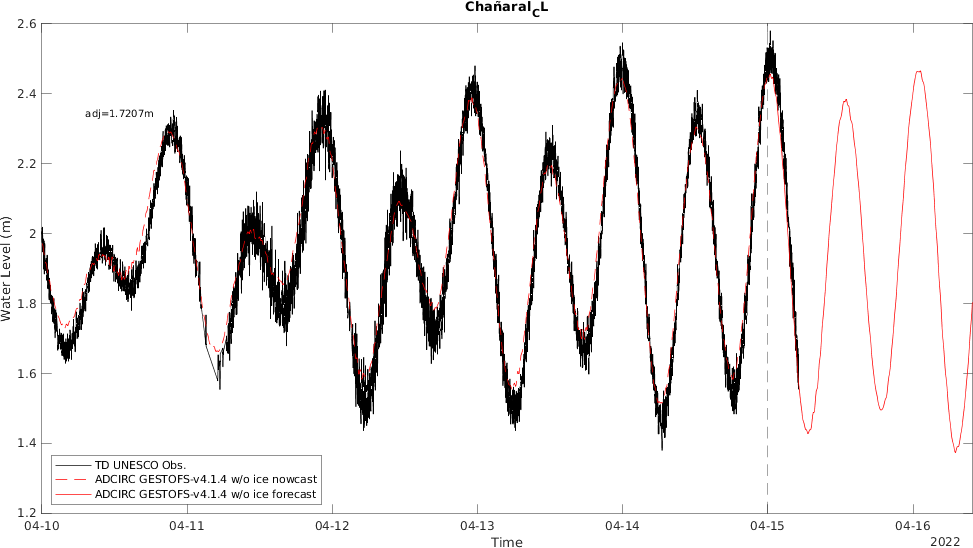 Chañaral_CL
2.6
2.4
2.2
2
1.8
1.6
1.4
1.2
Water Level (m)
adj=1.7207m
TD UNESCO Obs.
ADCIRC GESTOFS-v4.1.4 w/o ice nowcast
ADCIRC GESTOFS-v4.1.4 w/o ice forecast
04-10 04-11 04-12 04-13 04-14 04-15 04-16
Time
2022